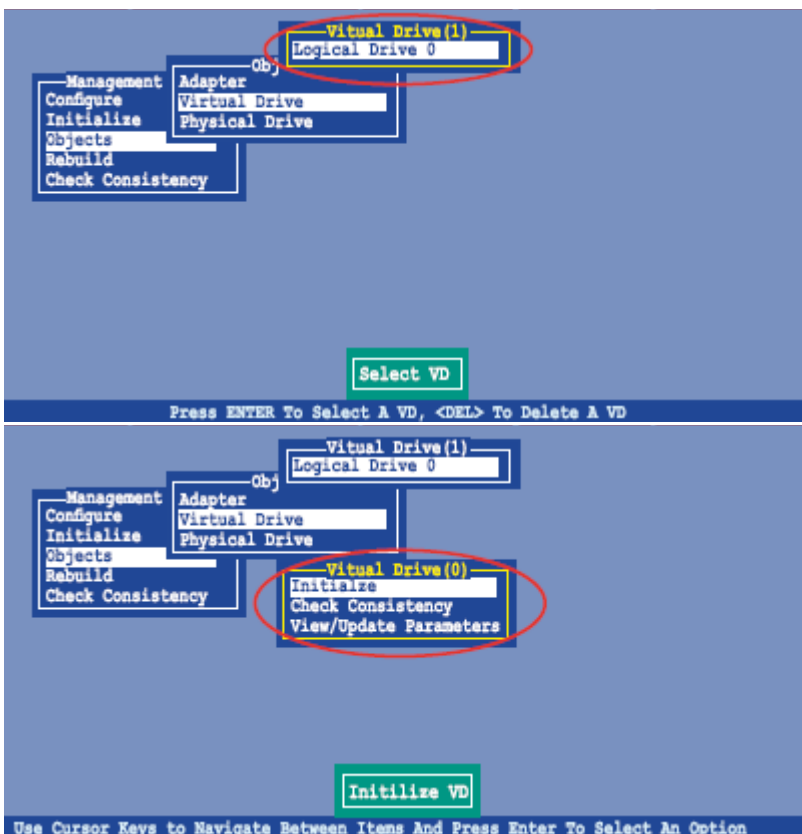 Vitual Drive(1)
Logical Drive 0
Obj
Management
Adapter
Configure
Virtual Drive
Initialize
Physical Drive
Objects
Rebuild
Check Consistency
Select VD
Press ENTER To Select A VD, <DEL> To Delete A VD
Vitual Drive(1)
Logical Drive 0
Obj
Management
Adapter
Configure
Virtual Drive
Initialize
Physical Drive
Objects
Rebuild
Check Consistency
Vitual Drive(0)
Initialze
Check Consistency
View/Update Parameters
Initilize VD
Use Cursor Keys to Navigate Between Items And Press Enter To Select An Option